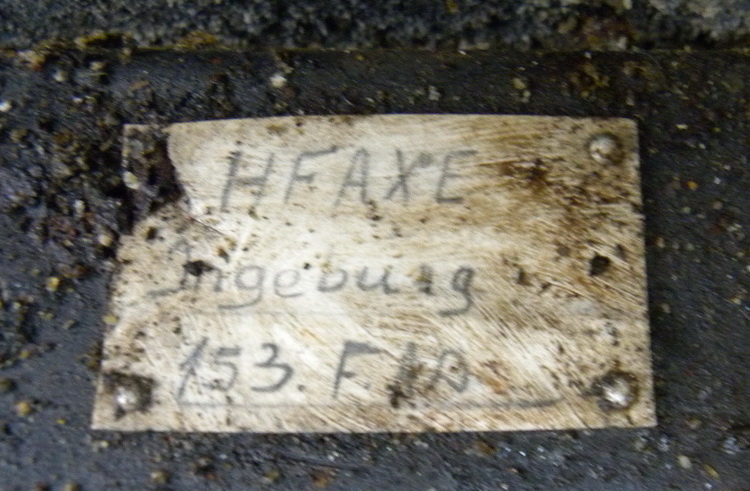 HFAXE
Ingeburg
153. F.